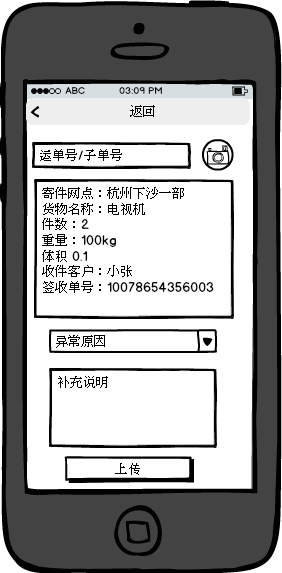 ABC 03:09 PM
返回
运单号/子单号
寄件网点：杭州下沙一部
货物名称：电视机
件数：2
重量：100kg
体积 0.1
收件客户：小张
签收单号：10078654356003
异常原因
补充说明
上传